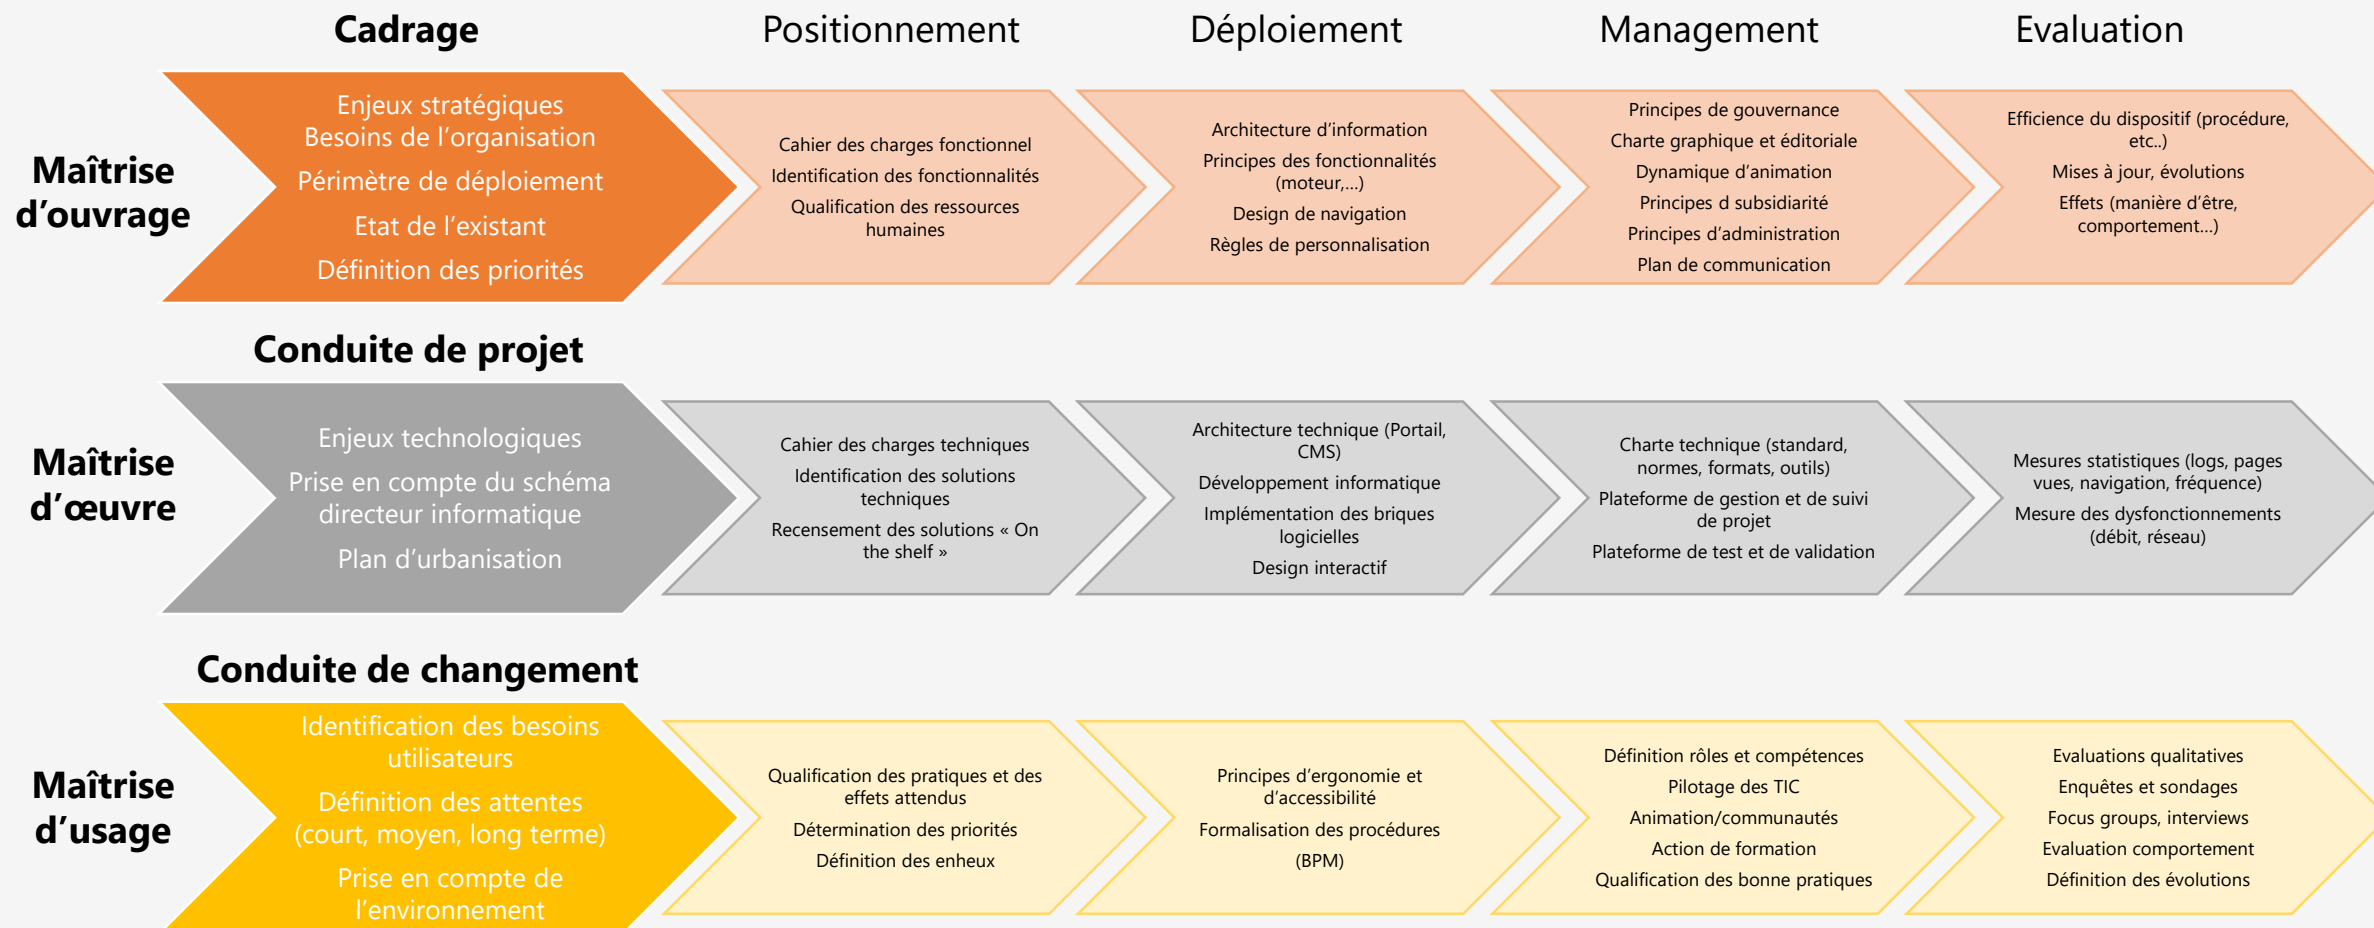 Cadrage
Positionnement
Déploiement
Management
Evaluation
Maîtrise
d’ouvrage
Enjeux stratégiques
Besoins de l’organisation
Périmètre de déploiement
Etat de l’existant
Définition des priorités
Cahier des charges fonctionnel
Identification des fonctionnalités
Qualification des ressources
humaines
Architecture d’information
Principes des fonctionnalités
(moteur,…)
Design de navigation
Règles de personnalisation
Principes de gouvernance
Charte graphique et éditoriale
Dynamique d’animation
Principes d subsidiarité
Principes d’administration
Plan de communication
Efficience du dispositif (procédure,
etc..)
Mises à jour, évolutions
Effets (manière d’être,
comportement…)
Conduite de projet
Maîtrise
d’œuvre
Enjeux technologiques
Prise en compte du schéma
directeur informatique
Plan d’urbanisation
Cahier des charges techniques
Identification des solutions
techniques
Recensement des solutions « On
the shelf »
Architecture technique (Portail,
CMS)
Développement informatique
Implémentation des briques
logicielles
Design interactif
Charte technique (standard,
normes, formats, outils)
Plateforme de gestion et de suivi
de projet
Plateforme de test et de validation
Mesures statistiques (logs, pages
vues, navigation, fréquence)
Mesure des dysfonctionnements
(débit, réseau)
Conduite de changement
Maîtrise
d’usage
Identification des besoins
utilisateurs
Définition des attentes
(court, moyen, long terme)
Prise en compte de
l’environnement
Qualification des pratiques et des
effets attendus
Détermination des priorités
Définition des enheux
Principes d’ergonomie et
d’accessibilité
Formalisation des procédures
(BPM)
Définition rôles et compétences
Pilotage des TIC
Animation/communautés
Action de formation
Qualification des bonne pratiques
Evaluations qualitatives
Enquêtes et sondages
Focus groups, interviews
Evaluation comportement
Définition des évolutions